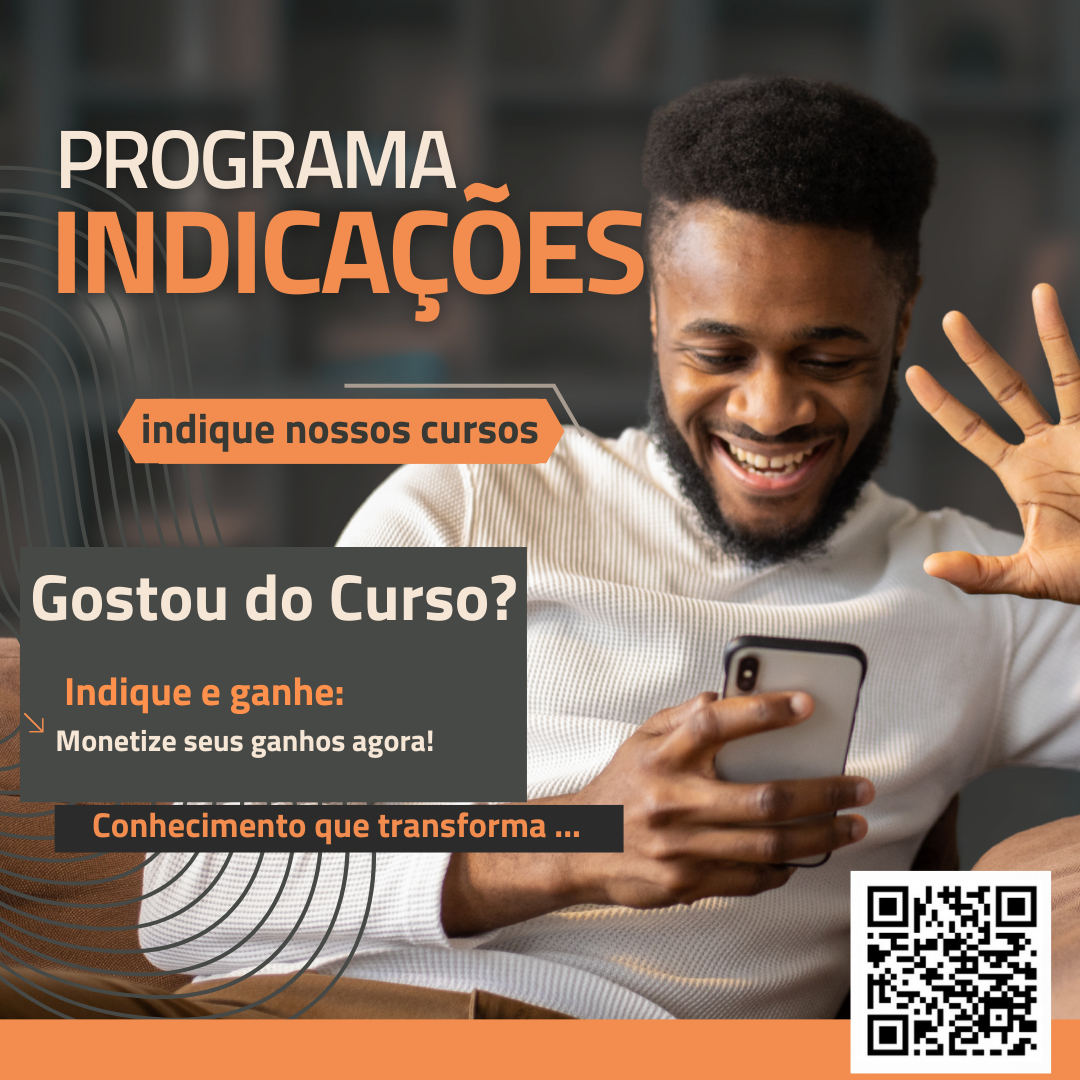 PROGRAMA
INDICAÇÕES
indique nossos cursos
Gostou do Curso?
Indique e ganhe:
Monetize seus ganhos agora!
Conhecimento que transforma ...